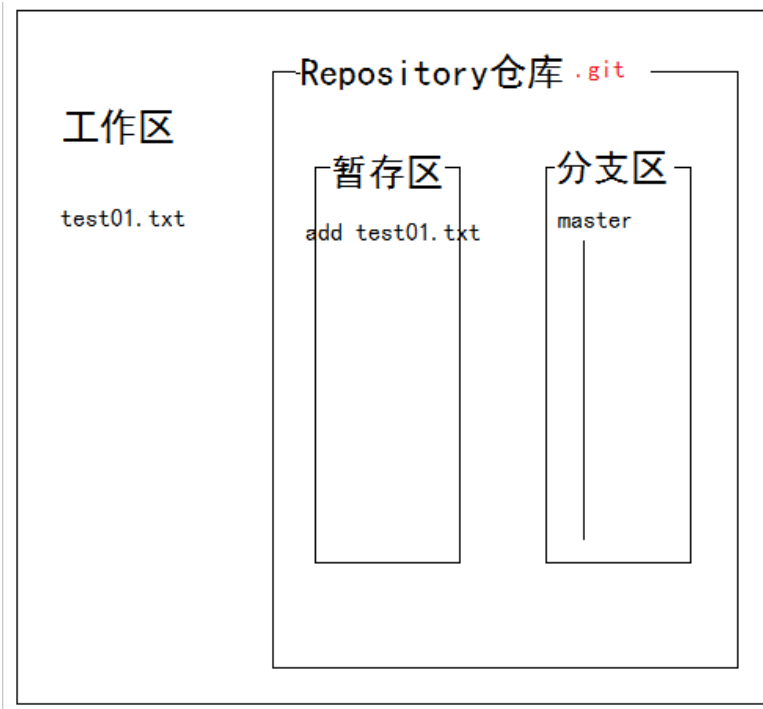 Repository仓库 .git
工作区
暂存区
分支区
test01.txt
add test01.txt
master